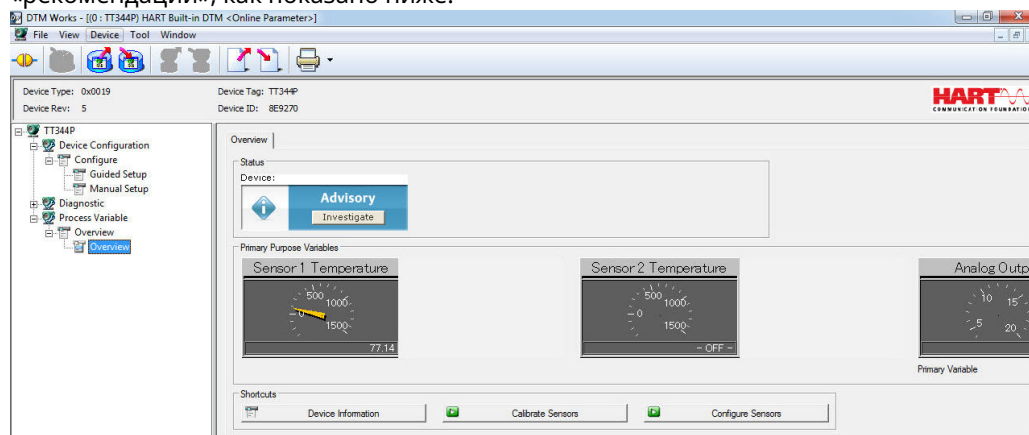 «рекомендации», как показано ниже.
DTM Works - [(0 : TT344P) HART Built-in DTM <Online Parameter>]
File View Device Tool Window
Device Type: 0x0019 Device Tag: TT344P
Device Rev: 5 Device ID: 8E9270
HART
COMMUNICATION FOUNDATIO
TT344P
Device Configuration
Configure
Guided Setup
Manual Setup
Diagnostic
Process Variable
Overview
Overview
Overview
Status
Device:
Advisory
Investigate
Primary Purpose Variables
Sensor 1 Temperature
500
1000
0
1500
77.14
Sensor 2 Temperature
500
1000
0
1500
- OFF -
Analog Outp
10
15
5
20
Primary Variable
Shortcuts
Device Information Calibrate Sensors Configure Sensors